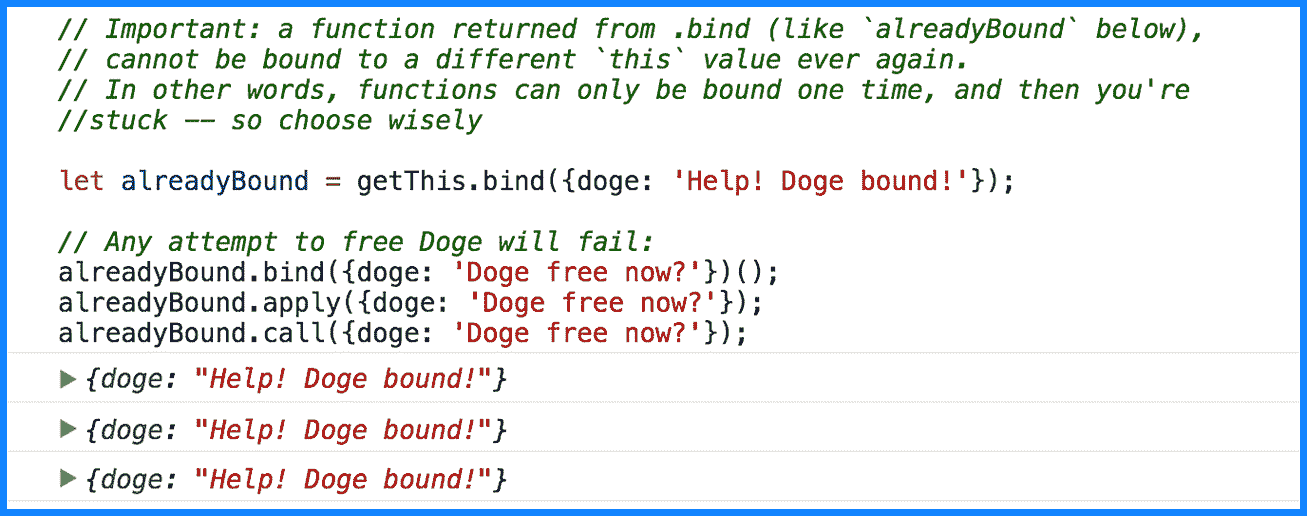 // Important: a function returned from .bind (like `alreadyBound` below),
// cannot be bound to a different `this` value ever again.
// In other words, functions can only be bound one time, and then you're
//stuck -- so choose wisely
let alreadyBound = getThis.bind({doge: 'Help! Doge bound!'});
// Any attempt to free Doge will fail:
alreadyBound.bind({doge: 'Doge free now?'})();
alreadyBound.apply({doge: 'Doge free now?'});
alreadyBound.call({doge: 'Doge free now?'});
▶ {doge: "Help! Doge bound!"}
▶ {doge: "Help! Doge bound!"}
▶ {doge: "Help! Doge bound!"}